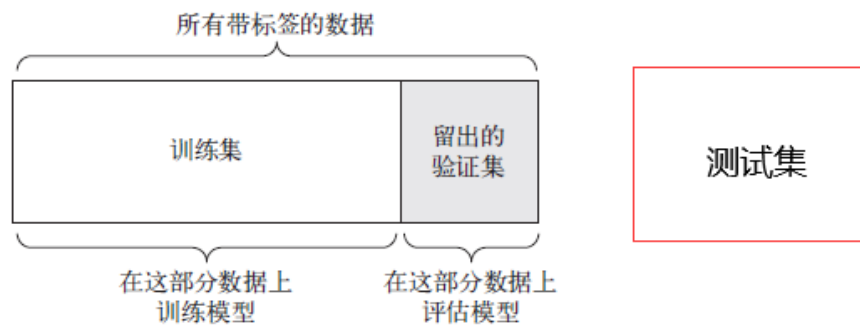 所有带标签的数据
训练集
留出的
验证集
测试集
在这部分数据上
训练模型
在这部分数据上
评估模型